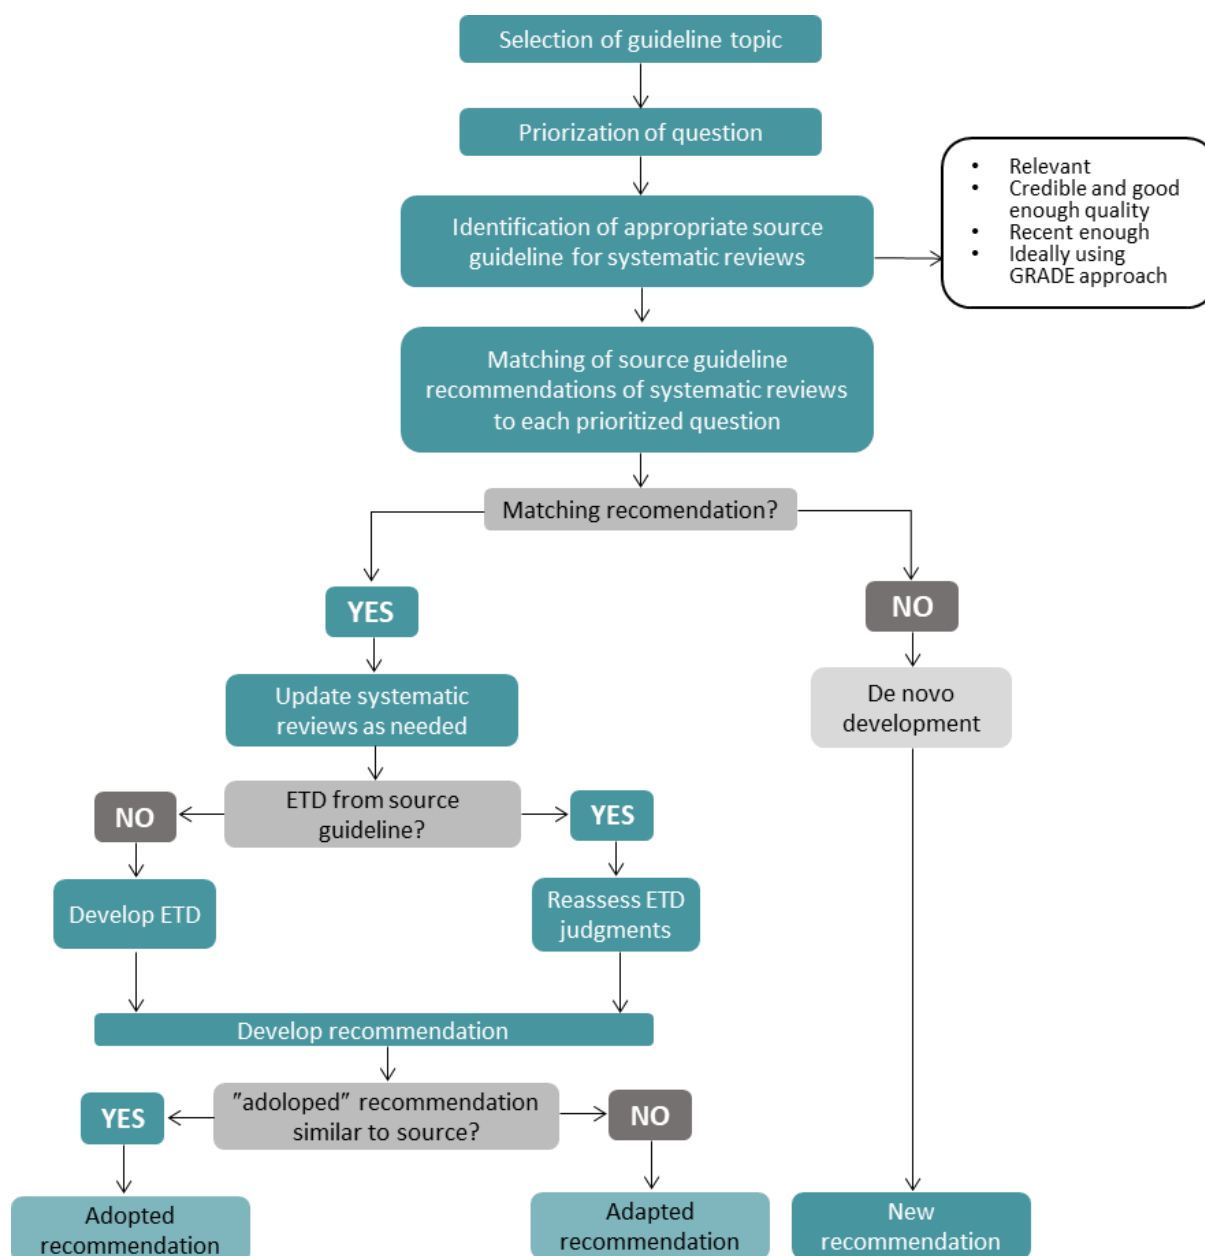 Selection of guideline topic
Priorization of question
Identification of appropriate source
guideline for systematic reviews
• Relevant
• Credible and good
enough quality
• Recent enough
• Ideally using
GRADE approach
Matching of source guideline
recommendations of systematic reviews
to each prioritized question
Matching recomendation?
YES
NO
Update systematic
reviews as needed
De novo
development
NO
ETD from source
guideline?
YES
Develop ETD
Reassess ETD
judgments
Develop recommendation
YES
"adoloped" recommendation
similar to source?
NO
Adopted
recommendation
Adapted
recommendation
New
recommendation